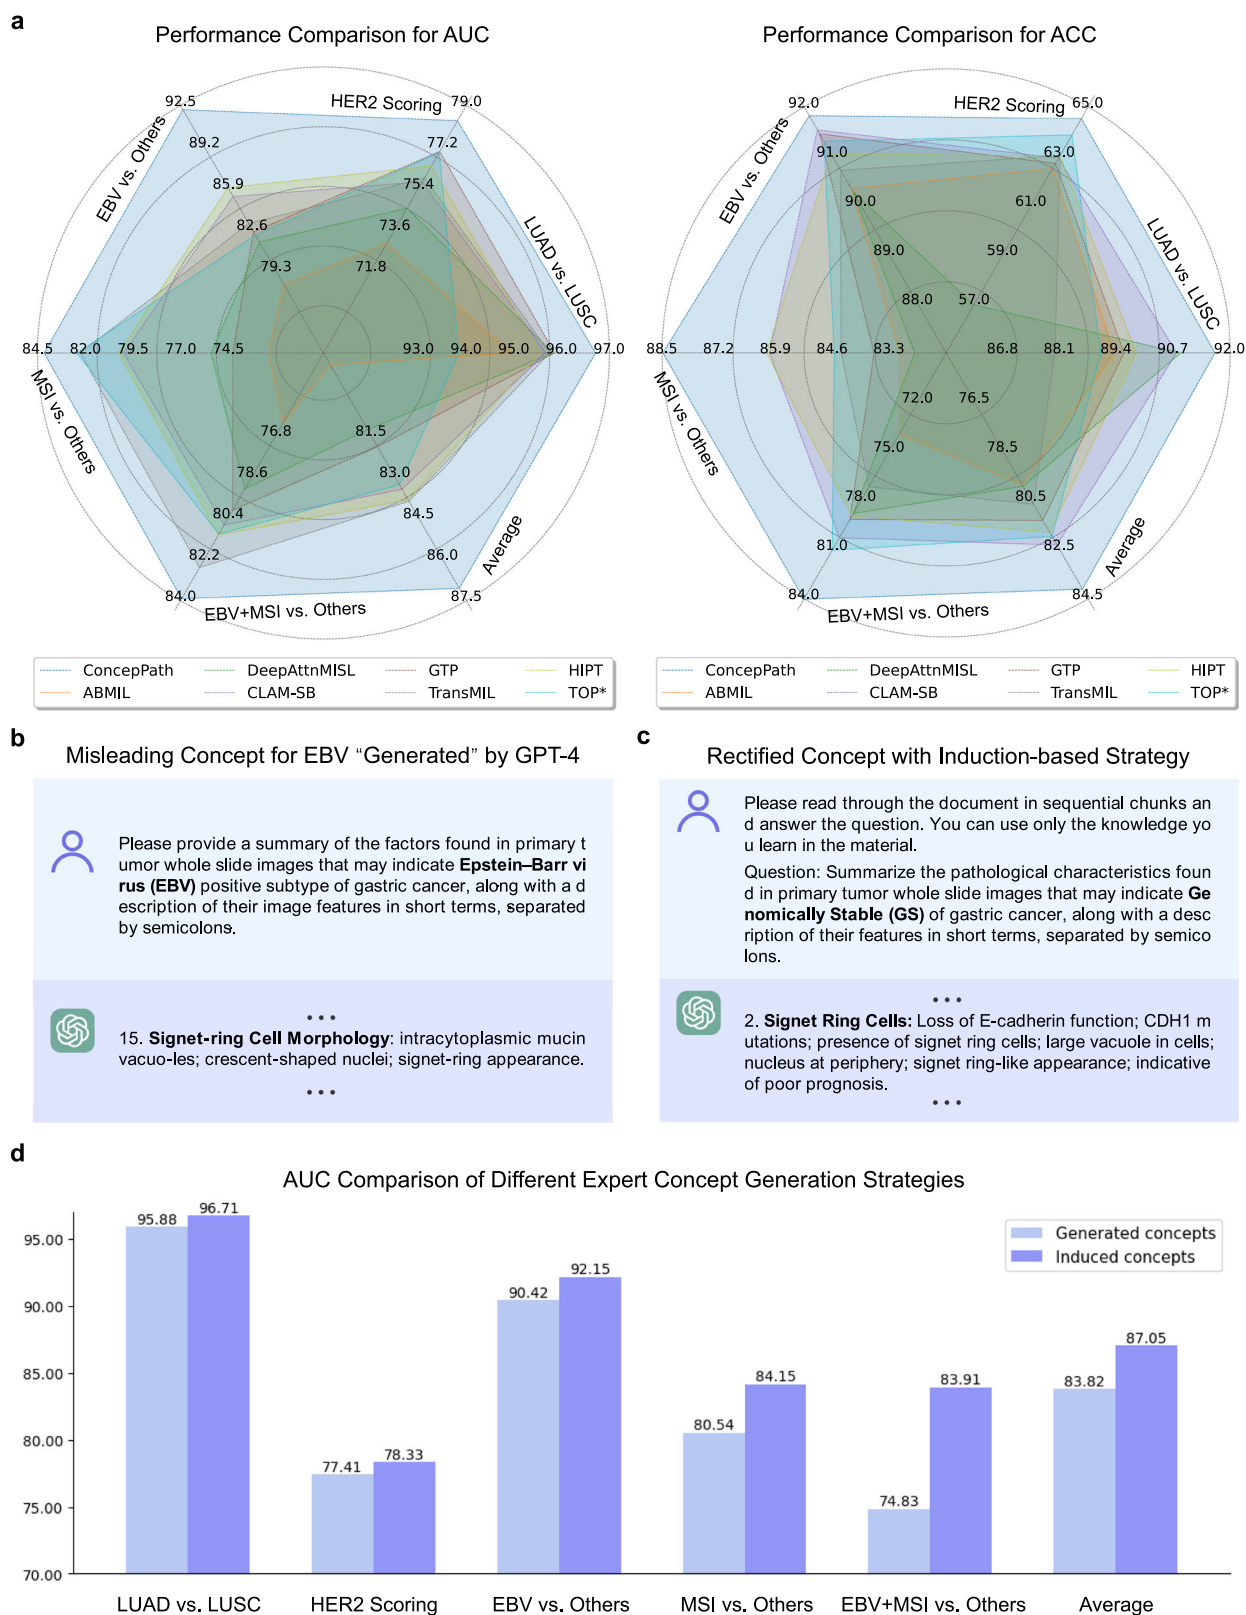 a
Performance Comparison for AUC
92.5
HER2 Scoring
79.0
EBV vs. Others
89.2
77.2
85.9
75.4
82.6
73.6
79.3
71.8
LUAD vs. LUSC
84.5 82.0 79.5 77.0 74.5 93.0 94.0 95.0 96.0 97.0
MSI vs. Others
76.8
81.5
78.6
83.0
80.4
84.5
82.2
86.0
Average
84.0
EBV+MSI vs. Others
87.5
ConcepPath DeepAttnMISL GTP HIPT
ABMIL CLAM-SB TransMIL TOP*
Performance Comparison for ACC
92.0
HER2 Scoring
65.0
EBV vs. Others
91.0
63.0
90.0
61.0
89.0
59.0
88.0
57.0
LUAD vs. LUSC
88.5 87.2 85.9 84.6 83.3 86.8 88.1 89.4 90.7 92.0
MSI vs. Others
72.0
76.5
75.0
78.5
78.0
80.5
81.0
82.5
Average
84.0
EBV+MSI vs. Others
84.5
ConcepPath DeepAttnMISL GTP HIPT
ABMIL CLAM-SB TransMIL TOP*
b
Misleading Concept for EBV “Generated” by GPT-4
Please provide a summary of the factors found in primary t
umor whole slide images that may indicate Epstein–Barr vi
rus (EBV) positive subtype of gastric cancer, along with a d
escription of their image features in short terms, separated
by semicolons.
•••
15. Signet-ring Cell Morphology: intracytoplasmic mucin
vacuo-les; crescent-shaped nuclei; signet-ring appearance.
•••
c
Rectified Concept with Induction-based Strategy
Please read through the document in sequential chunks an
d answer the question. You can use only the knowledge yo
u learn in the material.
Question: Summarize the pathological characteristics foun
d in primary tumor whole slide images that may indicate Ge
nomically Stable (GS) of gastric cancer, along with a desc
ription of their features in short terms, separated by semico
lons.
•••
2. Signet Ring Cells: Loss of E-cadherin function; CDH1 m
utations; presence of signet ring cells; large vacuole in cells;
nucleus at periphery; signet ring-like appearance; indicative
of poor prognosis.
•••
d
AUC Comparison of Different Expert Concept Generation Strategies
Generated concepts
Induced concepts
95.00
90.00
85.00
80.00
75.00
70.00
95.88 96.71
77.41 78.33
90.42 92.15
80.54 84.15
74.83 83.91
83.82 87.05
LUAD vs. LUSC HER2 Scoring EBV vs. Others MSI vs. Others EBV+MSI vs. Others Average